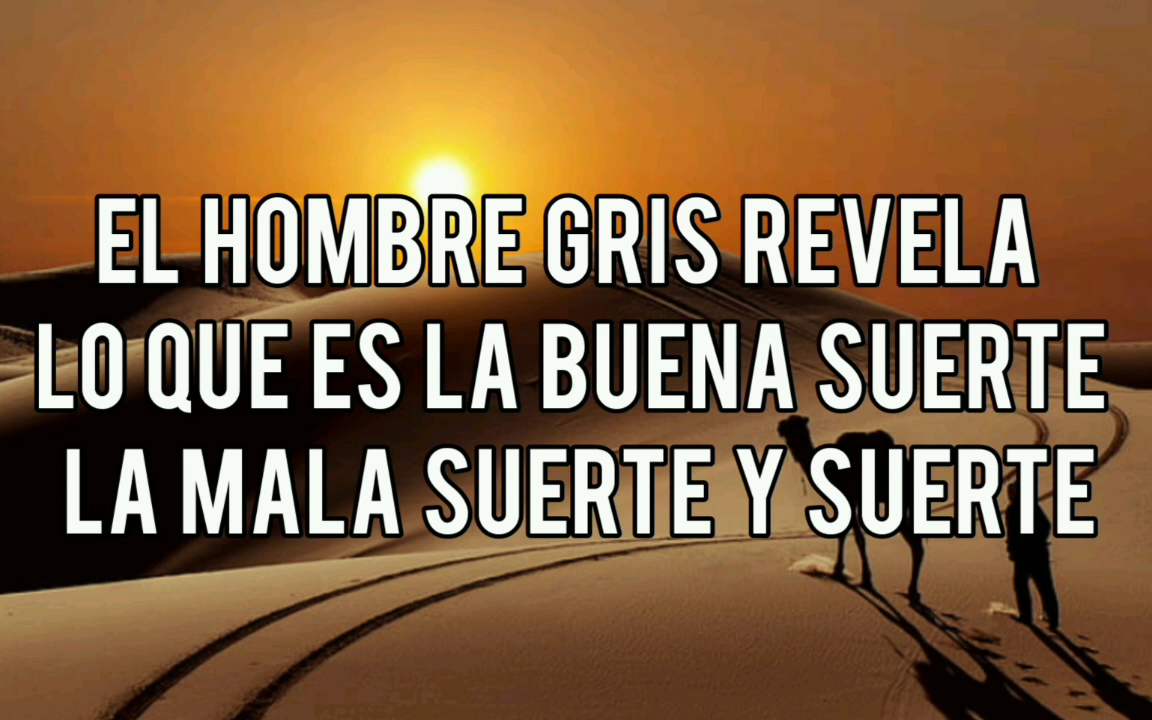 EL HOMBRE GRIS REVELA
LO QUE ES LA BUENA SUERTE
LA MALA SUERTE Y SUERTE